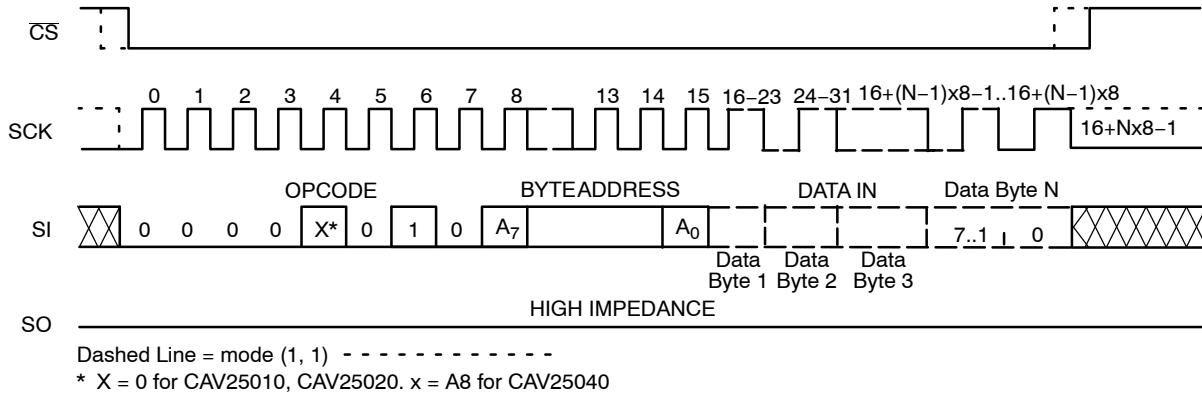 CS
0 1 2 3 4 5 6 7 8 13 14 15 16−23 24−31 16+(N−1)x8−1..16+(N−1)x8
SCK
16+Nx8−1
OPCODE BYTEADDRESS DATA IN Data Byte N
SI 0 0 0 0 X* 0 1 0 A7 A0 7..1 0
Data Byte 1 Data Byte 2 Data Byte 3
HIGH IMPEDANCE
SO
Dashed Line = mode (1, 1)
* X = 0 for CAV25010, CAV25020. x = A8 for CAV25040